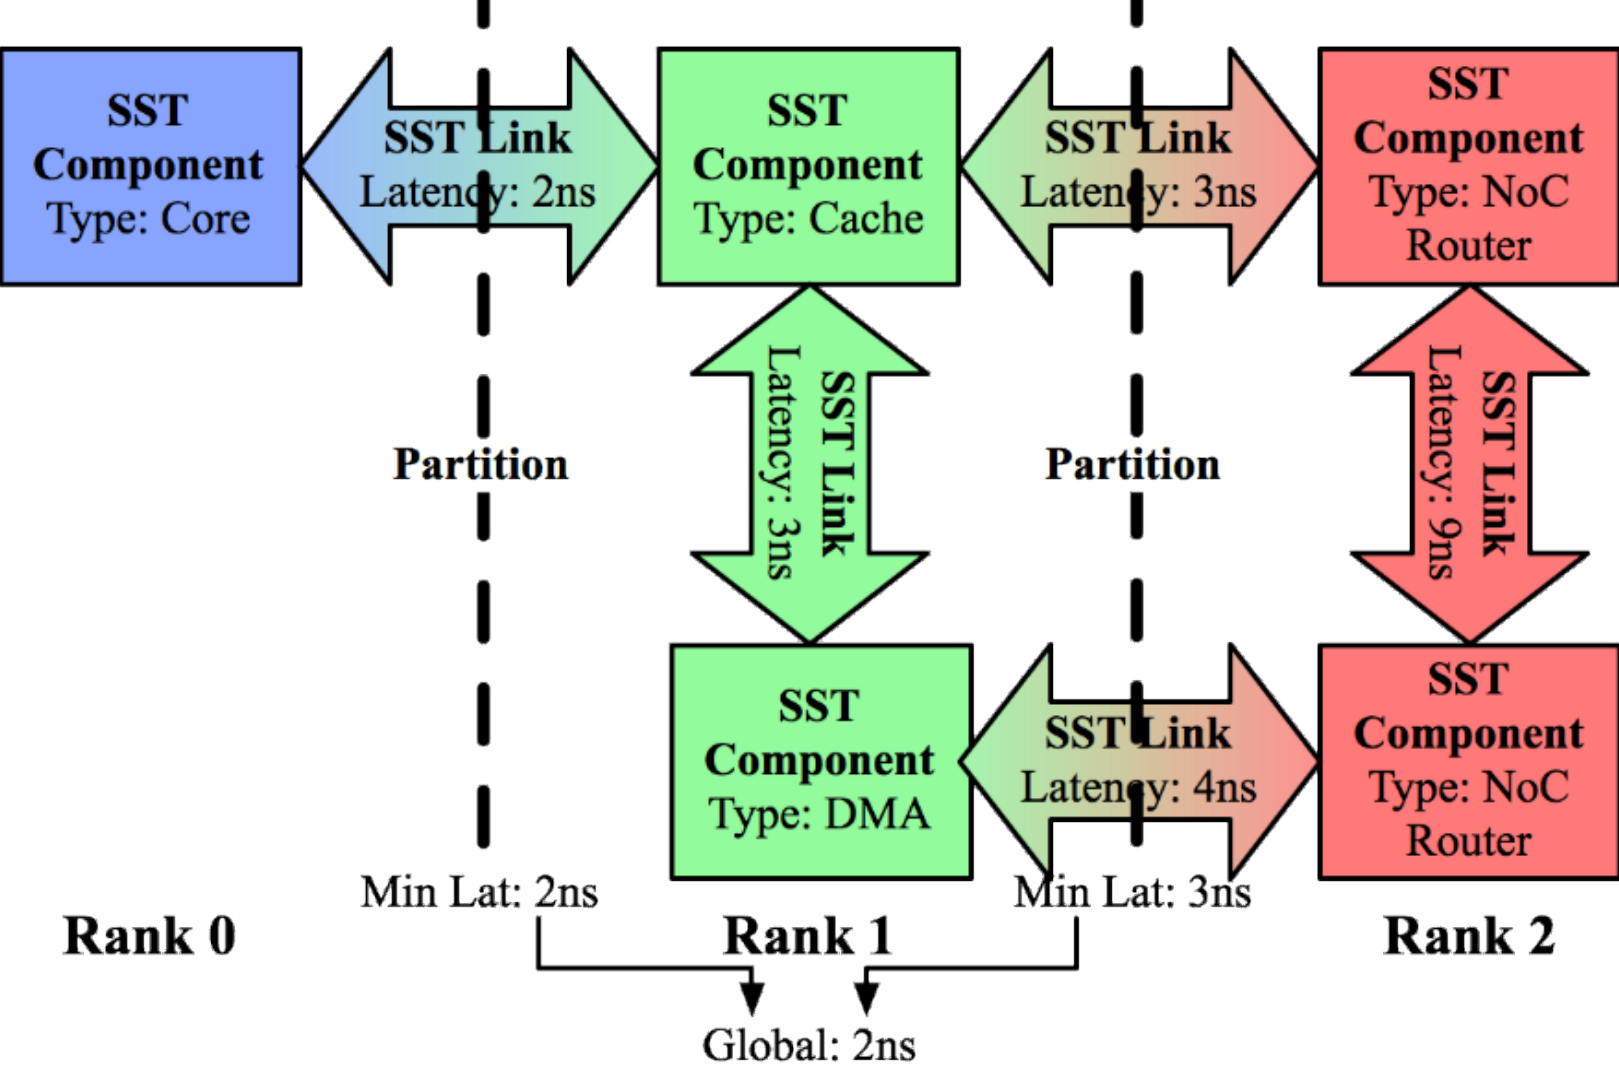 SST
Component
Type: Core
SST Link
Latency: 2ns
SST
Component
Type: Cache
SST Link
Latency: 3ns
SST
Component
Type: NoC
Router
SST Link
Latency: 3ns
SST Link
Latency: 9ns
Partition
Partition
SST
Component
Type: DMA
SST Link
Latency: 4ns
SST
Component
Type: NoC
Router
Min Lat: 2ns
Min Lat: 3ns
Rank 0
Rank 1
Rank 2
Global: 2ns